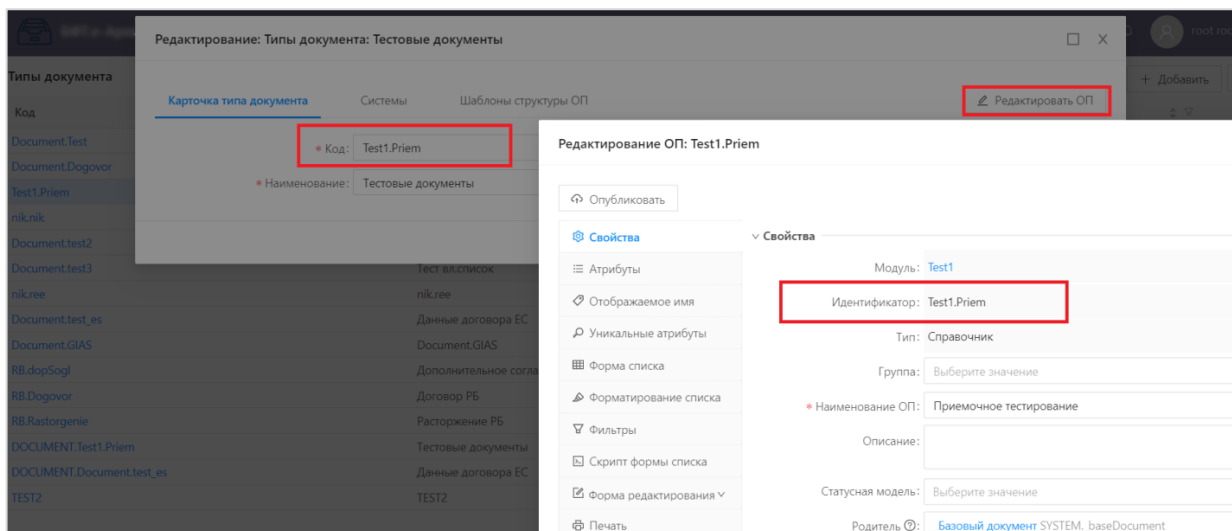 Редактирование: Типы документа: Тестовые документы
root roo
Типы документа
+ Добавить
Карточка типа документа Системы Шаблоны структуры ОП Редактировать ОП
Код
* Код: Test1.Priem
* Наименование: Тестовые документы
Document.Test
Document.Dogovor
Test1.Priem
nik.nik
Document.test2
Document.test3 Тест вл.список
nik.ree nik.ree
Document.test_es Данные договора ЕС
Document.GIAS Document.GIAS
RB.dopSogl Дополнительное согла
RB.Dogovor Договор РБ
RB.Rastorgenie Расторжение РБ
DOCUMENT.Test1.Priem Тестовые документы
DOCUMENT.Document.test_es Данные договора ЕС
TEST2 TEST2
Редактирование ОП: Test1.Priem
Опубликовать
Свойства
Атрибуты
Отображаемое имя
Уникальные атрибуты
Форма списка
Форматирование списка
Фильтры
Скрипт формы списка
Форма редактирования
Печать
Свойства
Модуль: Test1
Идентификатор: Test1.Priem
Тип: Справочник
Группа: Выберите значение
* Наименование ОП: Приемочное тестирование
Описание:
Статусная модель: Выберите значение
Родитель ?: Базовый документ SYSTEM._baseDocument